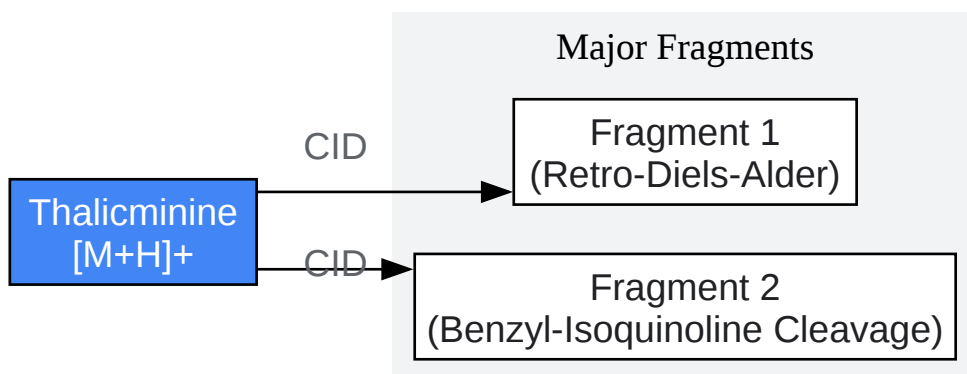 Major Fragments
CID
Fragment 1
(Retro-Diels-Alder)
Thalicminine
[M+H]+
CID
Fragment 2
(Benzyl-Isoquinoline Cleavage)